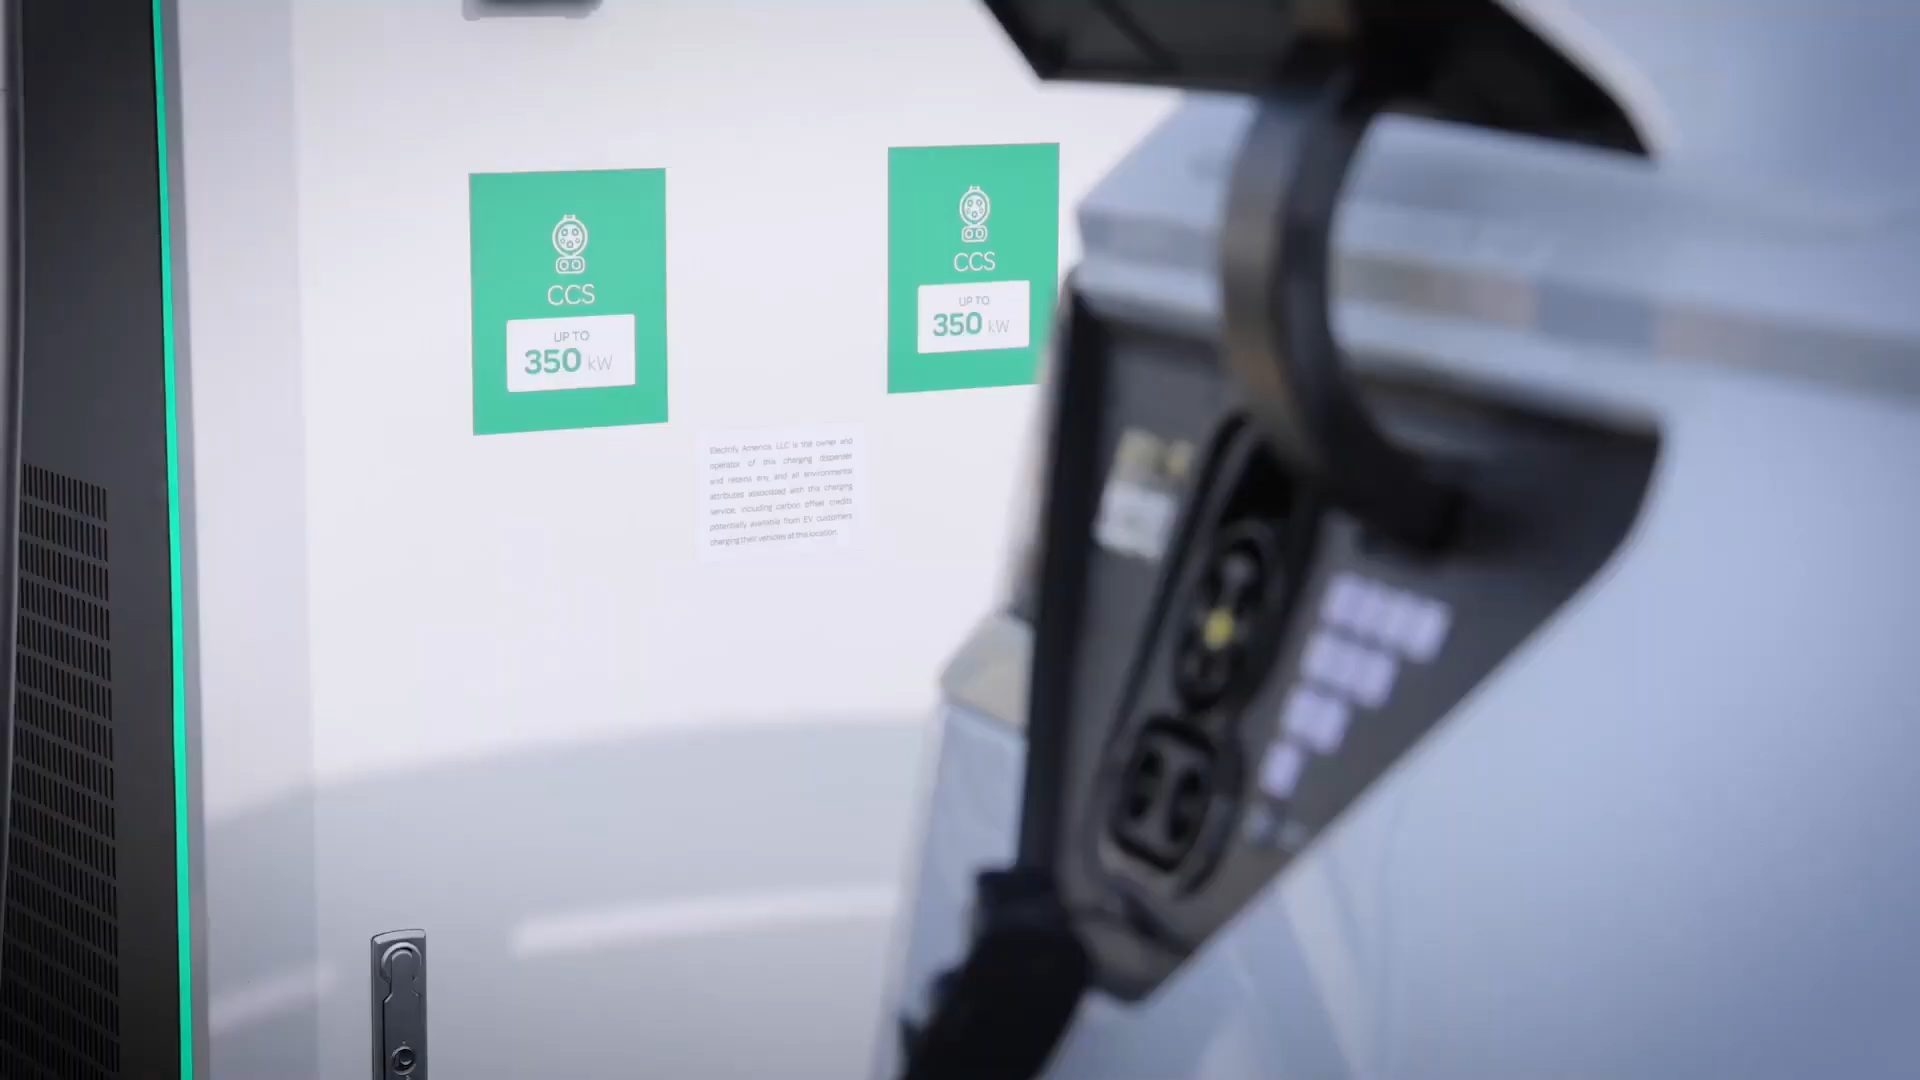 CCS
UP TO
350 kW
CCS
UP TO
350 kW
Electrify America, LLC is the owner and
operator of this charging dispenser
and retains any and all environmental
attributes associated with this charging
service, including carbon offset credits
potentially available from EV customers
charging their vehicles at this location